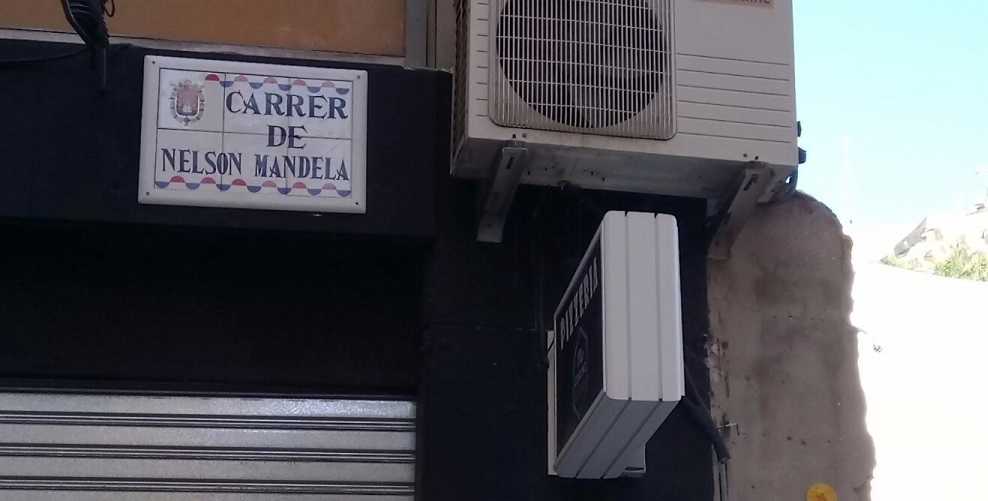 CARRER
DE
NELSON MANDELA
PIZZERIA